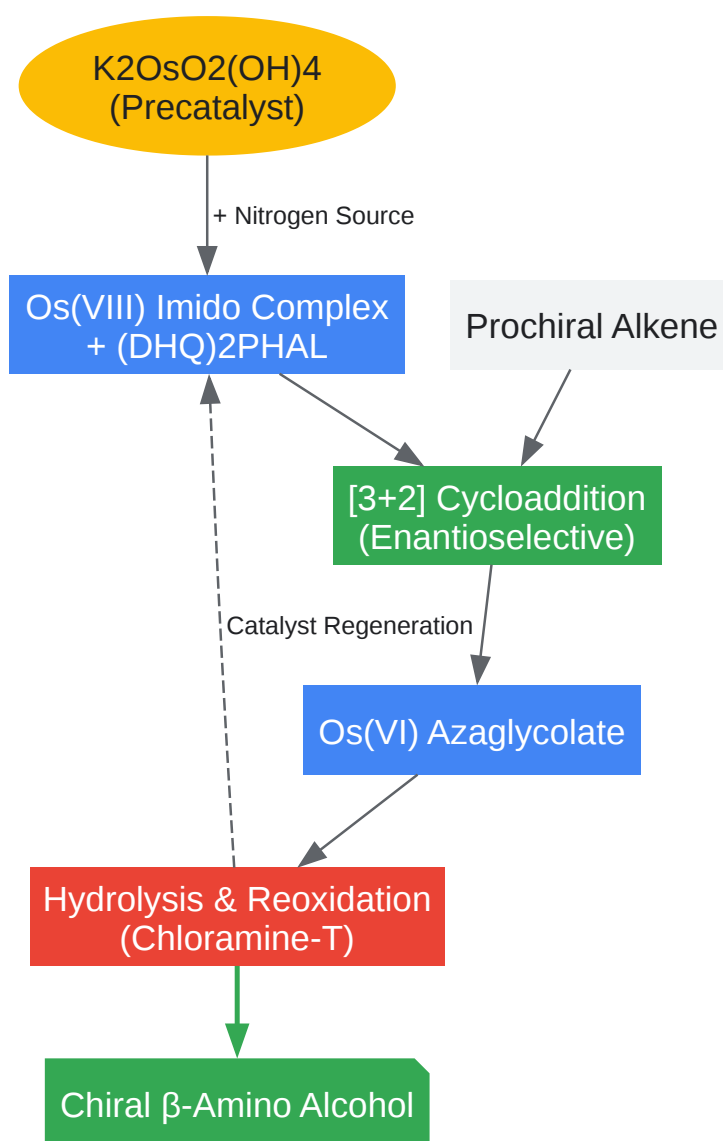 K2OsO2(OH)4
(Precatalyst)
+ Nitrogen Source
Os(VIII) Imido Complex
+ (DHQ)2PHAL
Prochiral Alkene
[3+2] Cycloaddition
(Enantioselective)
Catalyst Regeneration
Os(VI) Azaglycolate
Hydrolysis & Reoxidation
(Chloramine-T)
Chiral β-Amino Alcohol